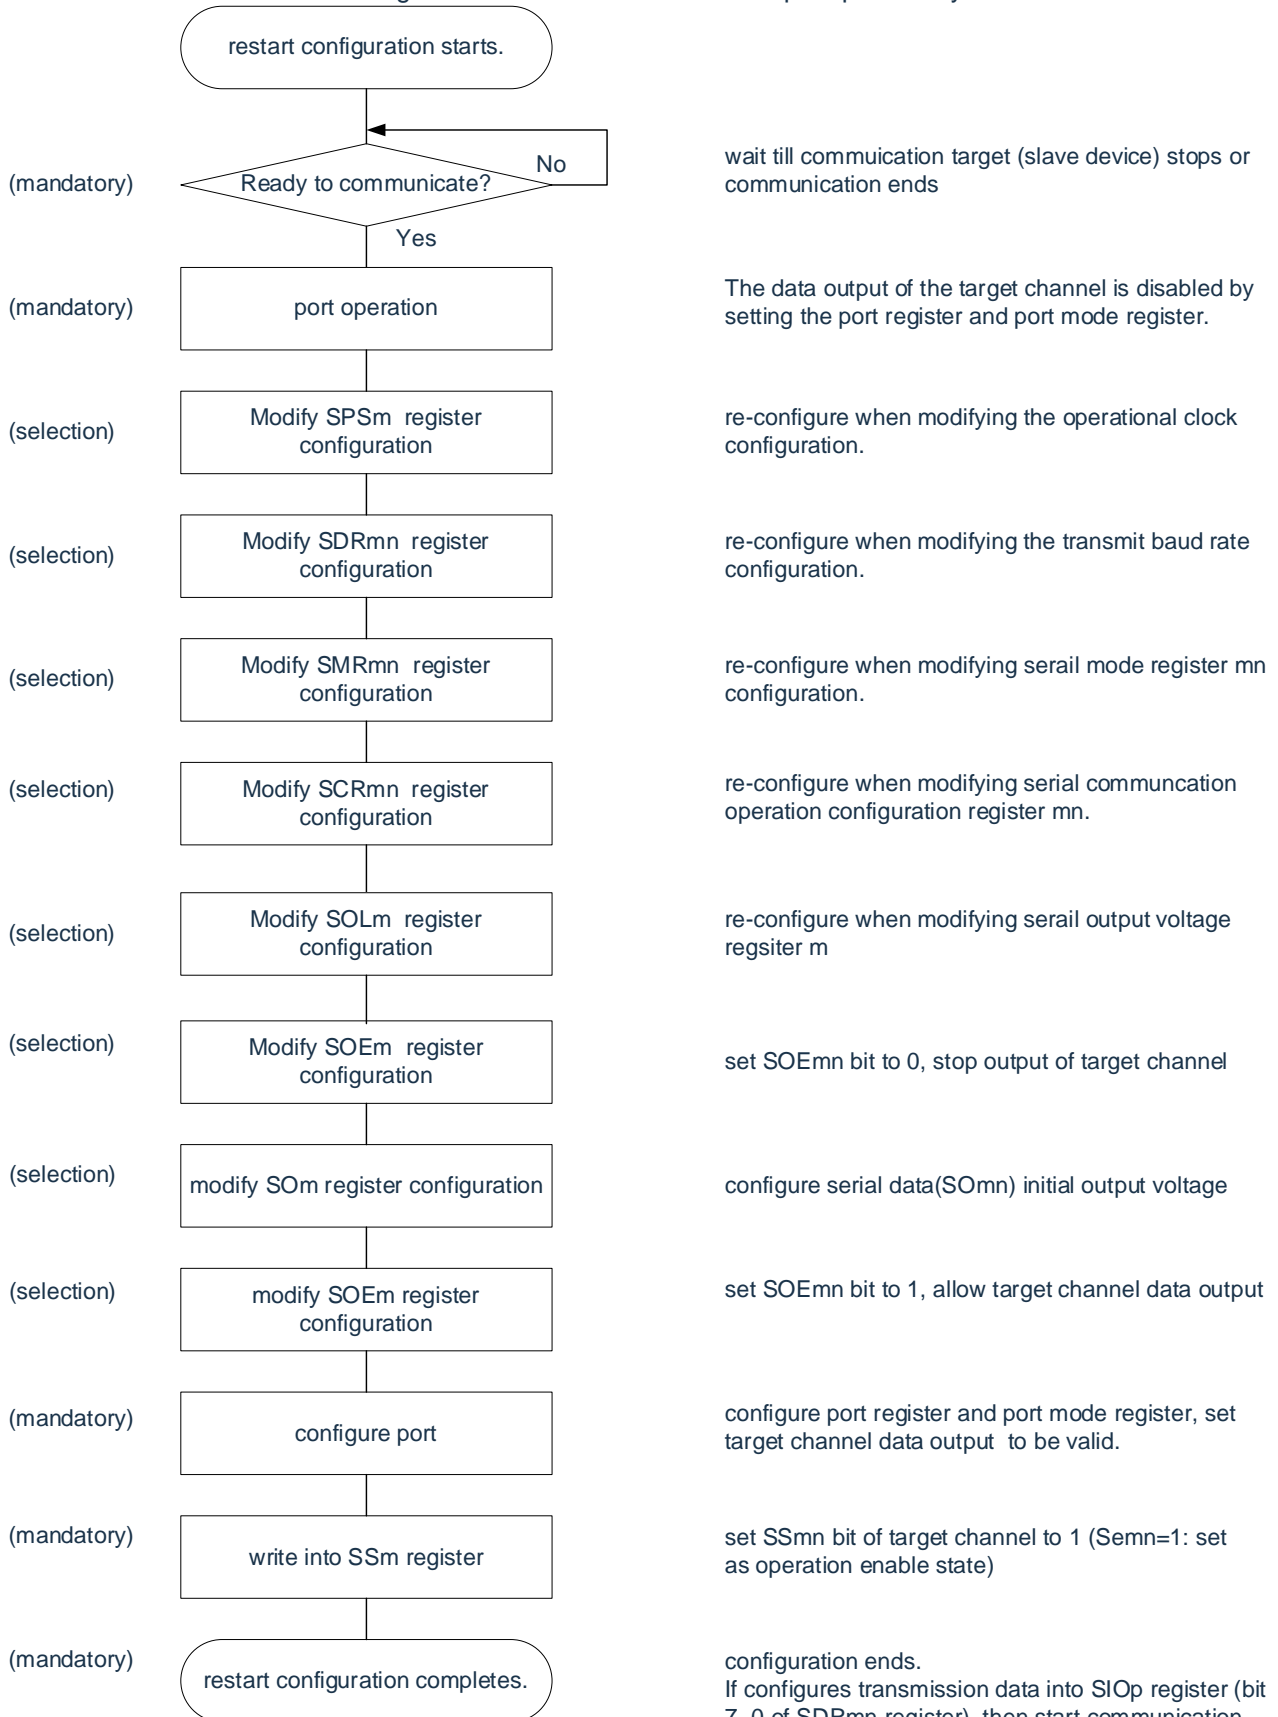 restart configuration starts.
(mandatory)
Ready to communicate?
No
wait till commuication target (slave device) stops or
communication ends
Yes
(mandatory)
port operation
The data output of the target channel is disabled by
setting the port register and port mode register.
(selection)
Modify SPSm register
configuration
re-configure when modifying the operational clock
configuration.
(selection)
Modify SDRmn register
configuration
re-configure when modifying the transmit baud rate
configuration.
(selection)
Modify SMRmn register
configuration
re-configure when modifying serail mode register mn
configuration.
(selection)
Modify SCRmn register
configuration
re-configure when modifying serial communcation
operation configuration register mn.
(selection)
Modify SOLm register
configuration
re-configure when modifying serail output voltage
regsiter m
(selection)
Modify SOEm register
configuration
set SOEmn bit to 0, stop output of target channel
(selection)
modify SOm register configuration
configure serial data(SOmn) initial output voltage
(selection)
modify SOEm register
configuration
set SOEmn bit to 1, allow target channel data output
(mandatory)
configure port
configure port register and port mode register, set
target channel data output to be valid.
(mandatory)
write into SSm register
set SSmn bit of target channel to 1 (Semn=1: set
as operation enable state)
(mandatory)
restart configuration completes.
configuration ends.
If configures transmission data into SIOp register (bit
7 0 of SDRmn register), then start communication